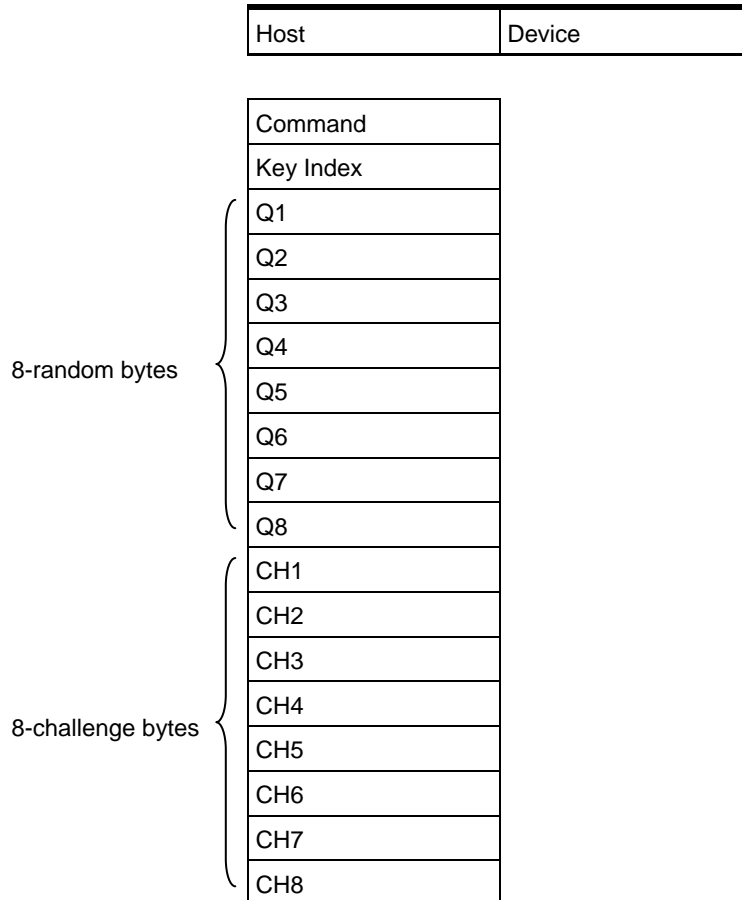 Host Device
Command
Key Index
Q1
Q2
Q3
Q4
8-random bytes
Q5
Q6
Q7
Q8
CH1
CH2
CH3
CH4
8-challenge bytes
CH5
CH6
CH7
CH8